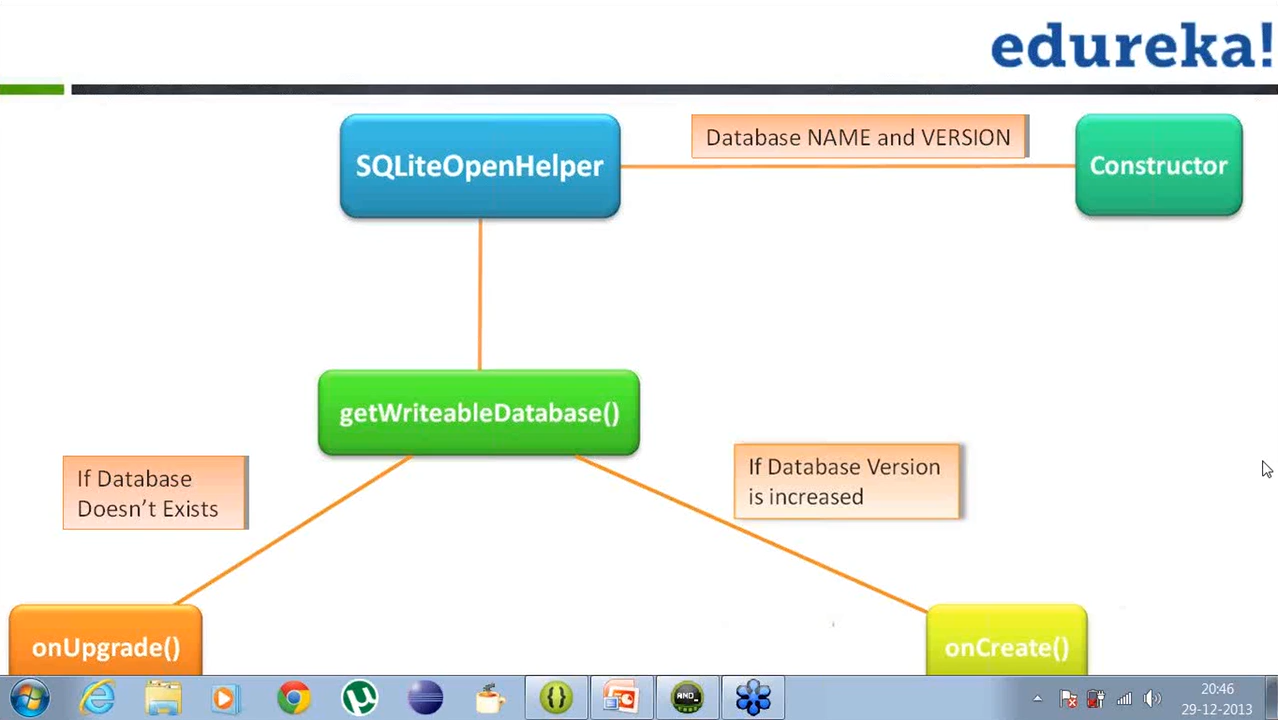 edureka!
Database NAME and VERSION
SQLiteOpenHelper
Constructor
getWriteableDatabase()
If Database
Doesn't Exists
If Database Version
is increased
onUpgrade()
onCreate()
AND
20:46
29-12-2013